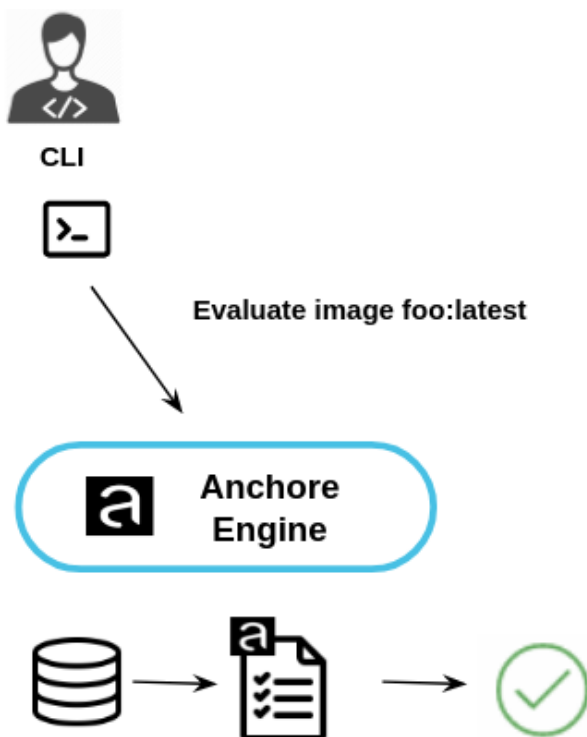 </>
CLI
>_
Evaluate image foo:latest
a
Anchore
Engine
a